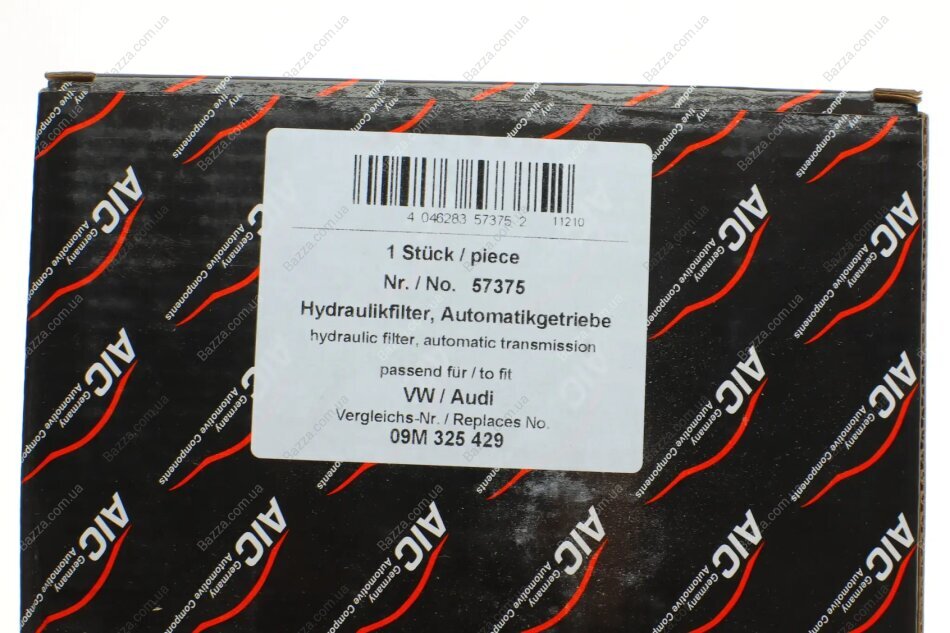 4 046283 57375 2 11210
1 Stück / piece
Nr. / No. 57375
Hydraulikfilter, Automatikgetriebe
hydraulic filter, automatic transmission
passend für / to fit
VW / Audi
Vergleichs-Nr. / Replaces No.
09M 325 429
AIC
Germany
Automotive Components
Bazza.com.ua